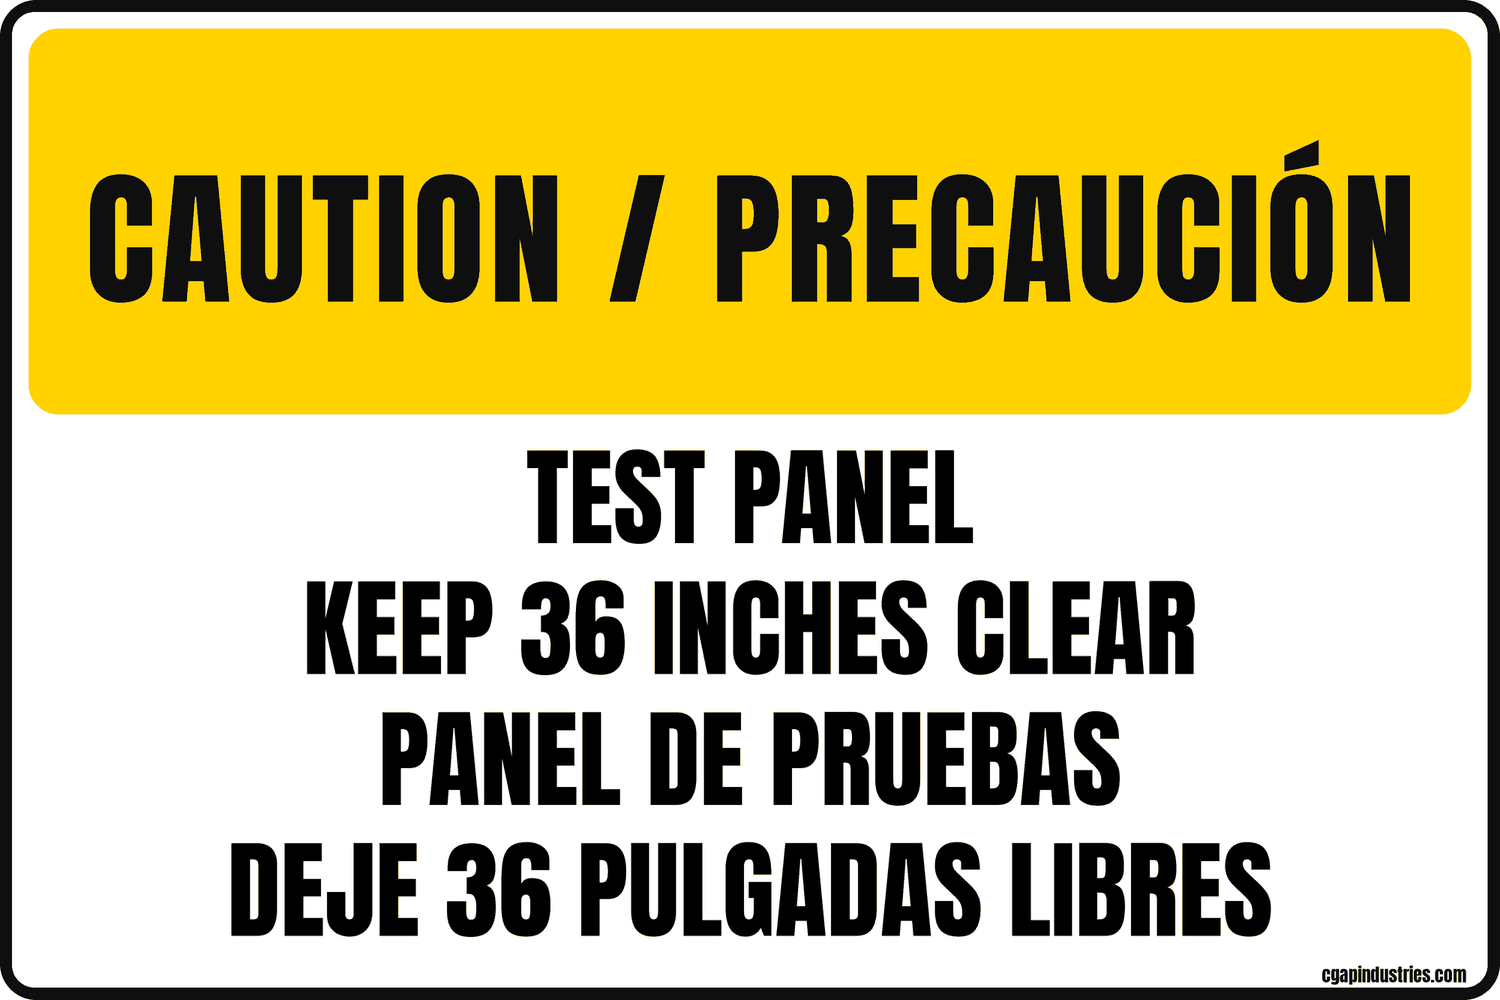 CAUTION / PRECAUCIÓN
TEST PANEL
KEEP 36 INCHES CLEAR
PANEL DE PRUEBAS
DEJE 36 PULGADAS LIBRES
cgapindustries.com